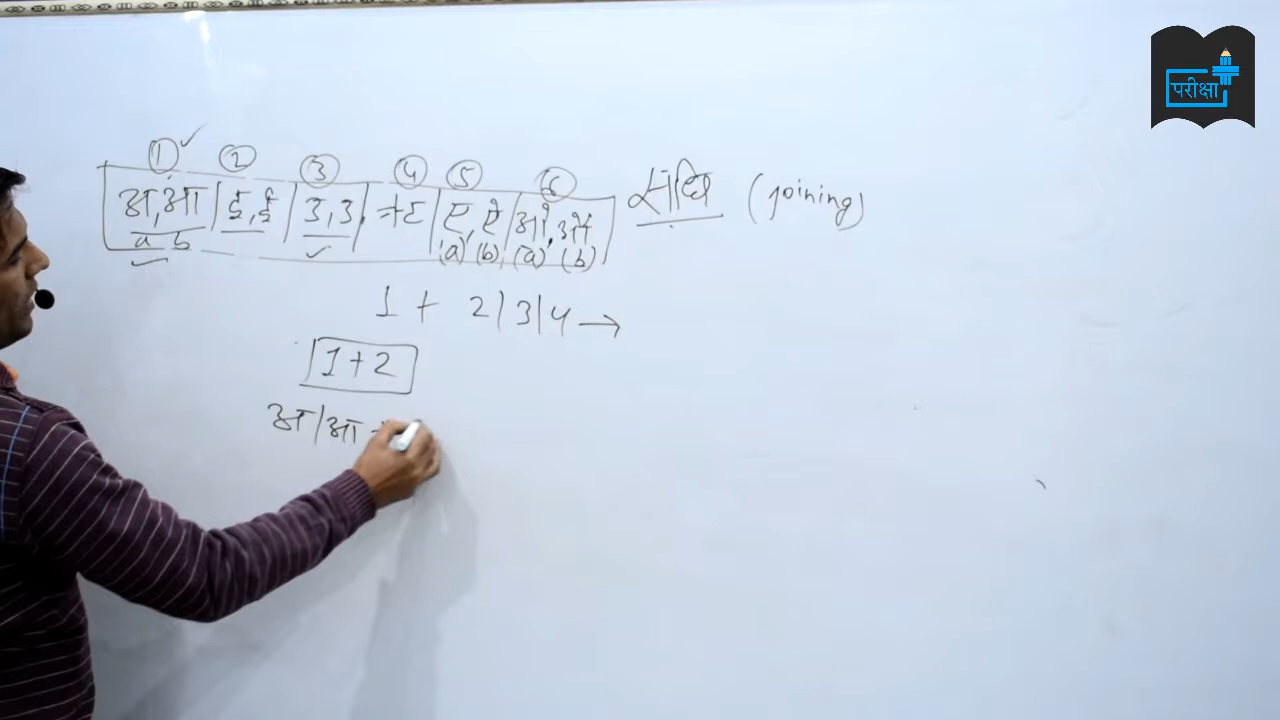 परीक्षा
① ✓ ② ③ ④ ⑤ ⑥
अ,आ | इ,ई | उ,ऊ, ऋ | ए,ऐ | ओ,औ संधि (Joining)
a b (a) (b) (a) (b)
1 + 2|3|4 →
1+2
अ/आ +